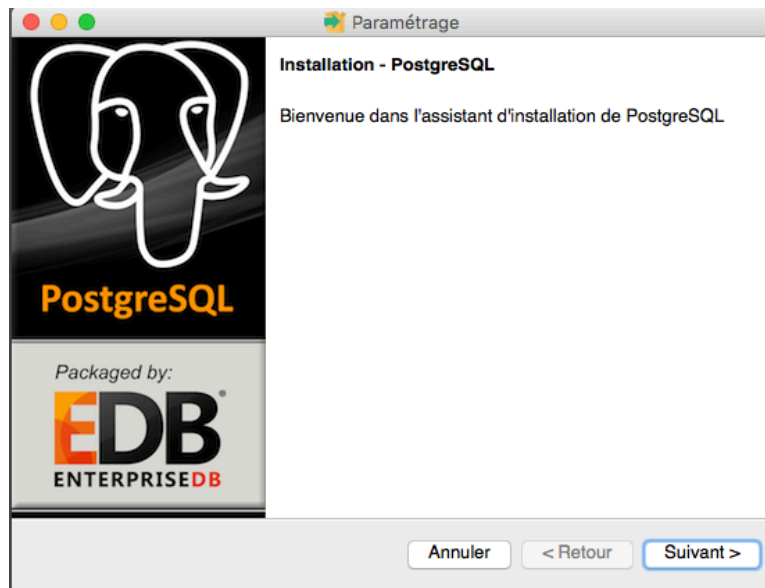 Paramétrage
Installation - PostgreSQL
Bienvenue dans l'assistant d'installation de PostgreSQL
PostgreSQL
Packaged by:
EDB®
ENTERPRISEDB
Annuler
< Retour
Suivant >